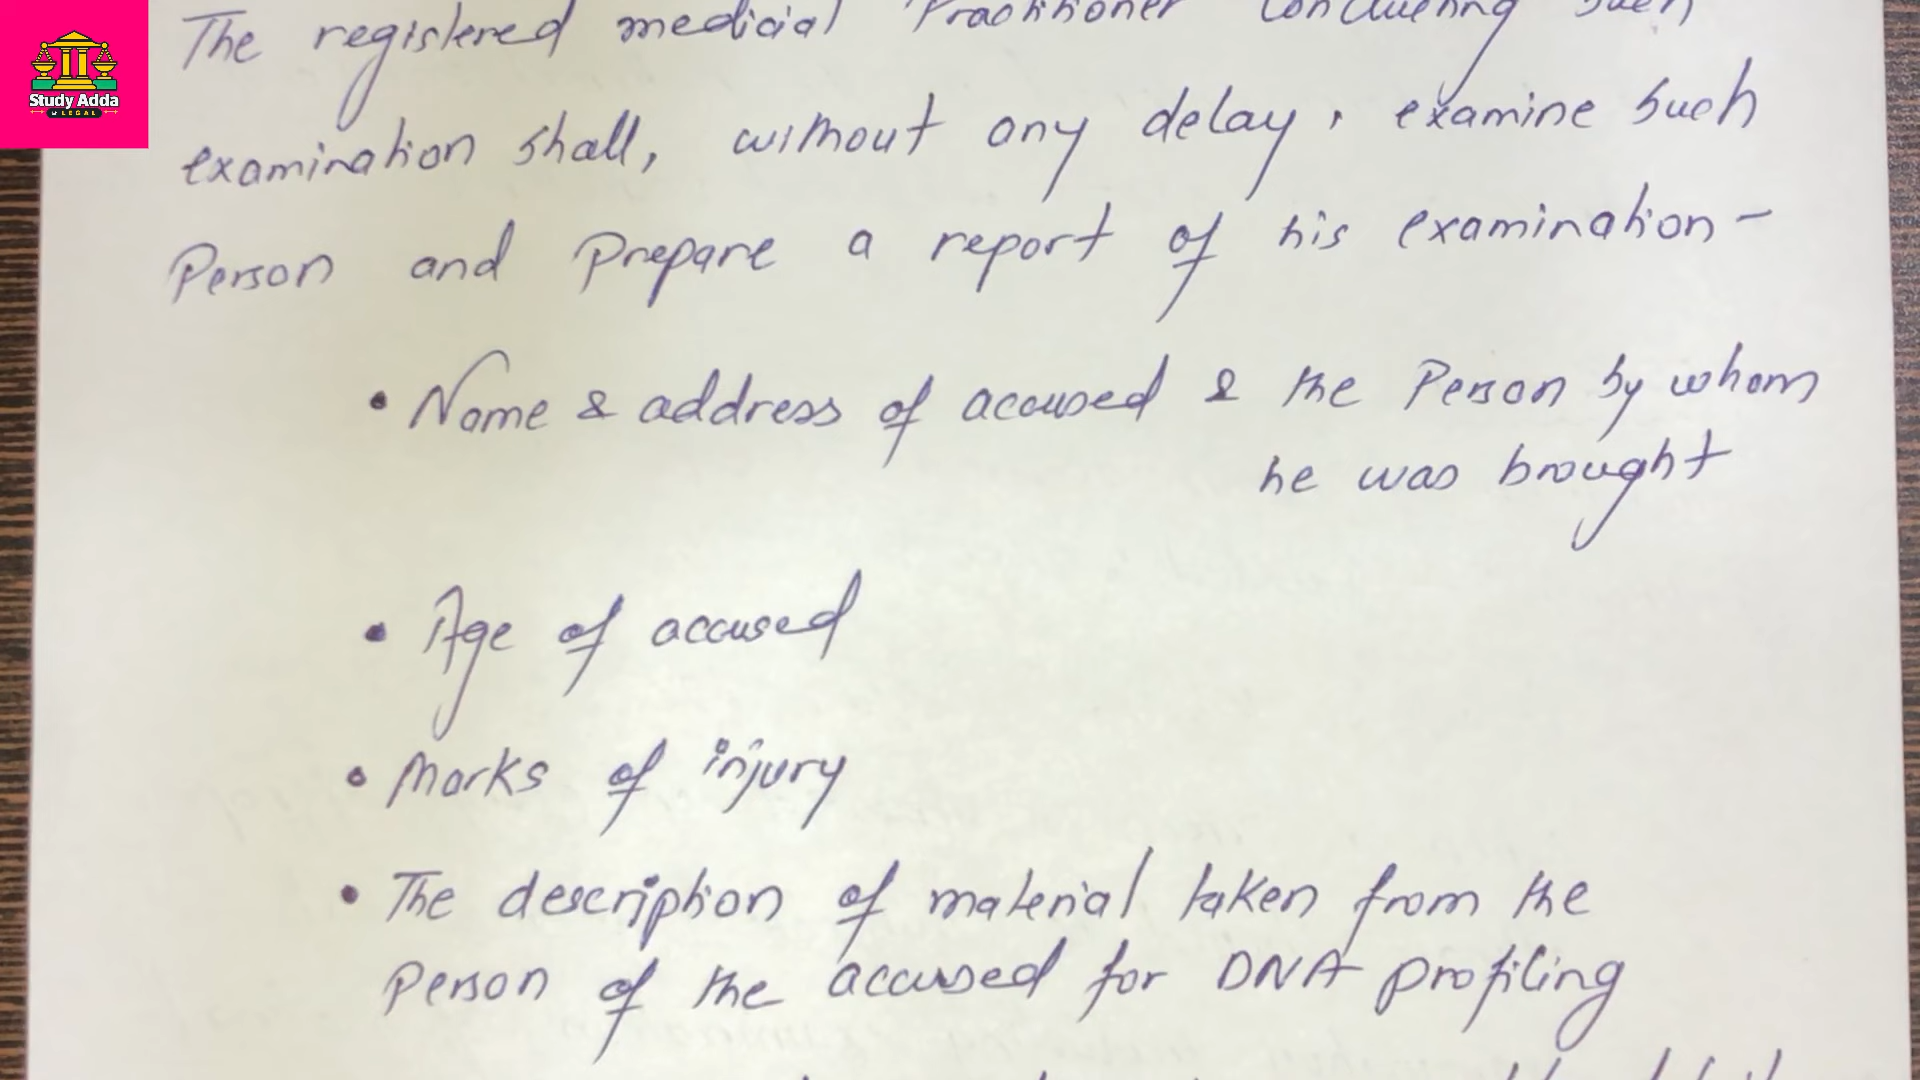 Study Adda
LEGAL
The registered medicial Practitioner conducting such
examination shall, without any delay, examine such
Person and Prepare a report of his examination-
• Name & address of accused & the Person by whom
he was brought
• Age of accused
• Marks of injury
• The description of material taken from the
Person of the accused for DNA profiling